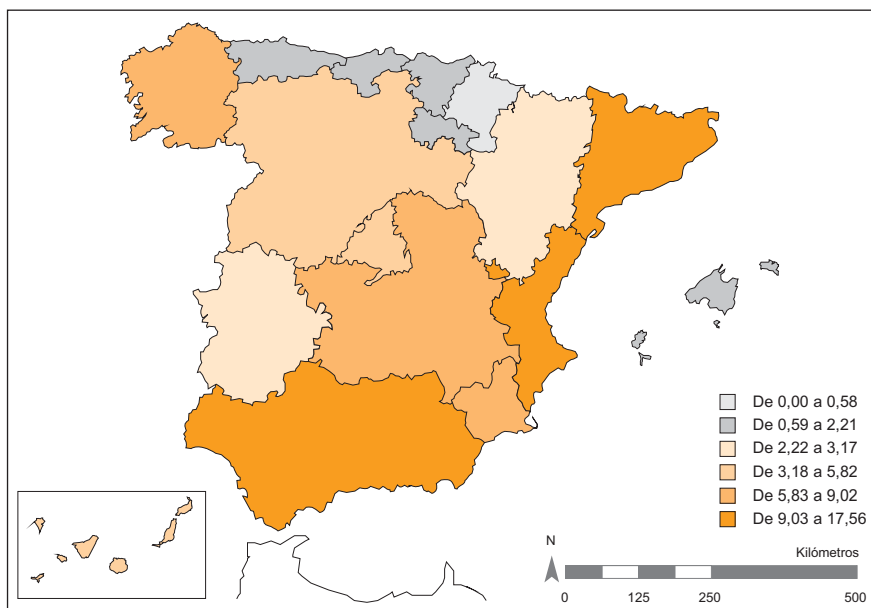 De 0,00 a 0,58
De 0,59 a 2,21
De 2,22 a 3,17
De 3,18 a 5,82
De 5,83 a 9,02
De 9,03 a 17,56
N
Kilómetros
0 125 250 500